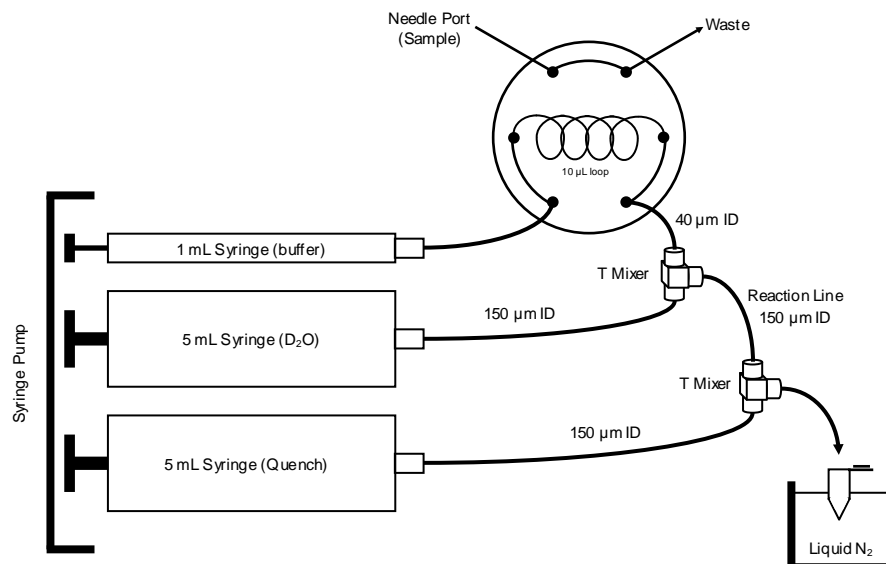 Needle Port
(Sample)
Waste
10 µL loop
40 µm ID
1 mL Syringe (buffer)
T Mixer
Reaction Line
150 µm ID
150 µm ID
5 mL Syringe (D₂O)
T Mixer
Syringe Pump
150 µm ID
5 mL Syringe (Quench)
Liquid N₂